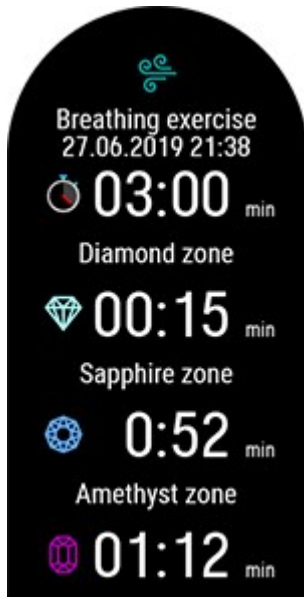 Breathing exercise
27.06.2019 21:38
03:00 min
Diamond zone
00:15 min
Sapphire zone
0:52 min
Amethyst zone
01:12 min